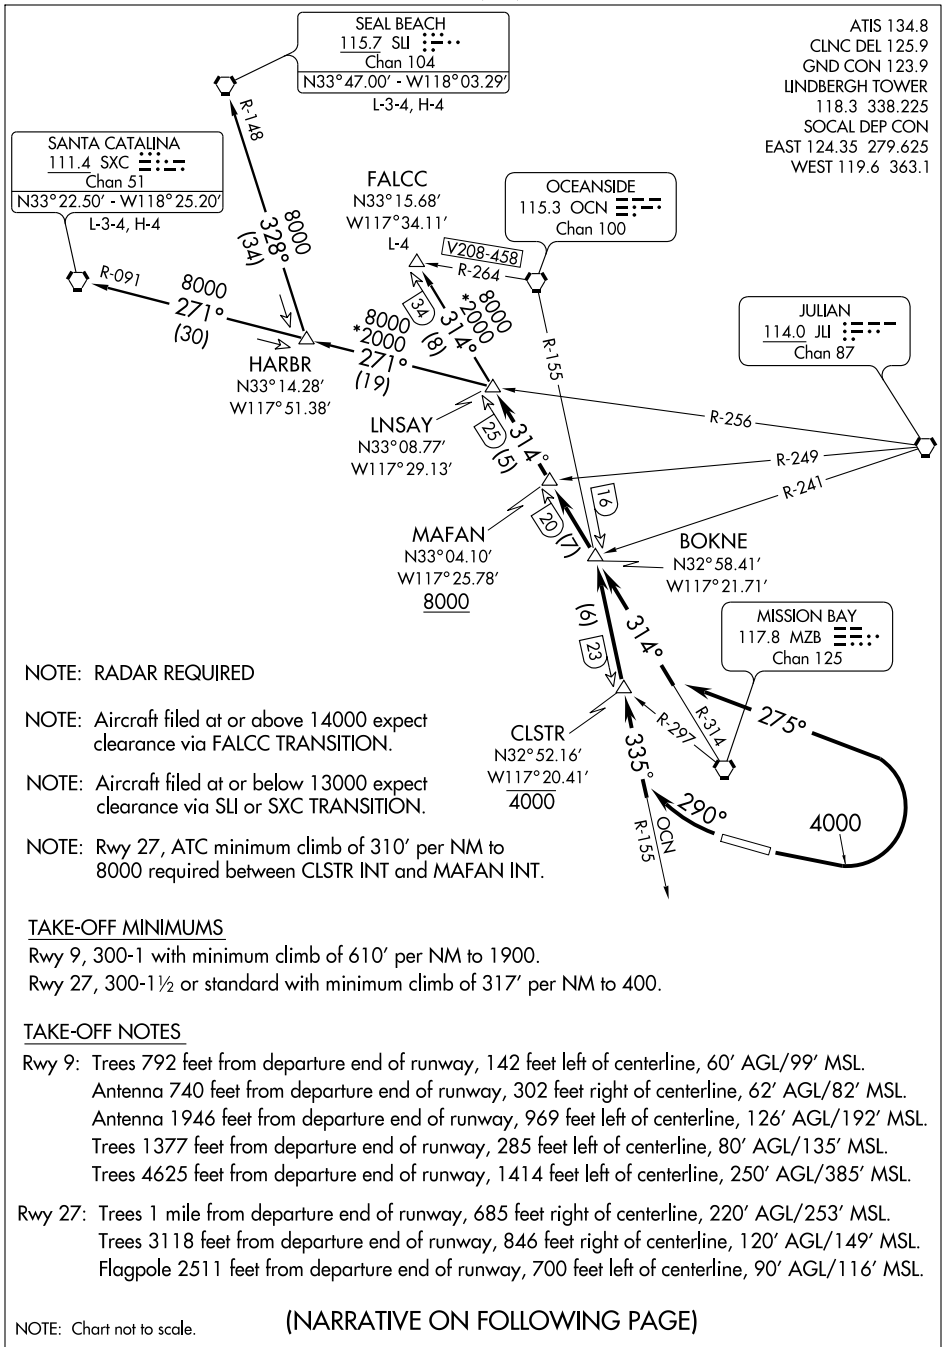 SEAL BEACH
115.7 SLI
Chan 104
N33°47.00′ - W118°03.29′
L-3-4, H-4
ATIS 134.8
CLNC DEL 125.9
GND CON 123.9
LINDBERGH TOWER
118.3 338.225
SOCAL DEP CON
EAST 124.35 279.625
WEST 119.6 363.1
SANTA CATALINA
111.4 SXC
Chan 51
N33°22.50′ - W118°25.20′
L-3-4, H-4
R-148
8000
328°
(34)
R-091
8000
271°
(30)
HARBR
N33°14.28′
W117°51.38′
FALCC
N33°15.68′
W117°34.11′
L-4
OCEANSIDE
115.3 OCN
Chan 100
V208-458
R-264
34
8000
*2000
314°
(8)
8000
*2000
271°
(19)
R-155
JULIAN
114.0 JLI
Chan 87
LNSAY
N33°08.77′
W117°29.13′
R-256
R-249
R-241
25
314°
(5)
MAFAN
N33°04.10′
W117°25.78′
8000
20
(7)
16
BOKNE
N32°58.41′
W117°21.71′
MISSION BAY
117.8 MZB
Chan 125
(6)
23
314°
R-314
R-297
275°
CLSTR
N32°52.16′
W117°20.41′
4000
335°
290°
OCN
R-155
4000
NOTE: RADAR REQUIRED
NOTE: Aircraft filed at or above 14000 expect
clearance via FALCC TRANSITION.
NOTE: Aircraft filed at or below 13000 expect
clearance via SLI or SXC TRANSITION.
NOTE: Rwy 27, ATC minimum climb of 310′ per NM to
8000 required between CLSTR INT and MAFAN INT.
TAKE-OFF MINIMUMS
Rwy 9, 300-1 with minimum climb of 610′ per NM to 1900.
Rwy 27, 300-1½ or standard with minimum climb of 317′ per NM to 400.
TAKE-OFF NOTES
Rwy 9: Trees 792 feet from departure end of runway, 142 feet left of centerline, 60′ AGL/99′ MSL.
Antenna 740 feet from departure end of runway, 302 feet right of centerline, 62′ AGL/82′ MSL.
Antenna 1946 feet from departure end of runway, 969 feet left of centerline, 126′ AGL/192′ MSL.
Trees 1377 feet from departure end of runway, 285 feet left of centerline, 80′ AGL/135′ MSL.
Trees 4625 feet from departure end of runway, 1414 feet left of centerline, 250′ AGL/385′ MSL.
Rwy 27: Trees 1 mile from departure end of runway, 685 feet right of centerline, 220′ AGL/253′ MSL.
Trees 3118 feet from departure end of runway, 846 feet right of centerline, 120′ AGL/149′ MSL.
Flagpole 2511 feet from departure end of runway, 700 feet left of centerline, 90′ AGL/116′ MSL.
NOTE: Chart not to scale.
(NARRATIVE ON FOLLOWING PAGE)